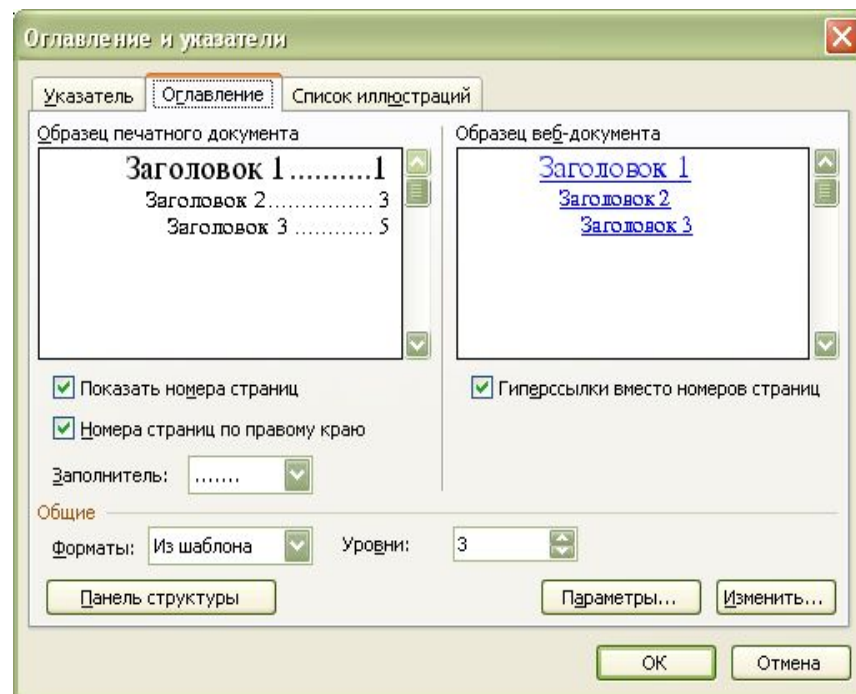 Оглавление и указатели
Указатель Оглавление Список иллюстраций
Образец печатного документа
Заголовок 1..........1
Заголовок 2............... 3
Заголовок 3 ............ 5
Образец веб-документа
Заголовок 1
Заголовок 2
Заголовок 3
Показать номера страниц
Номера страниц по правому краю
Заполнитель: .......
Гиперссылки вместо номеров страниц
Общие
Форматы: Из шаблона Уровни: 3
Панель структуры Параметры... Изменить...
ОК Отмена